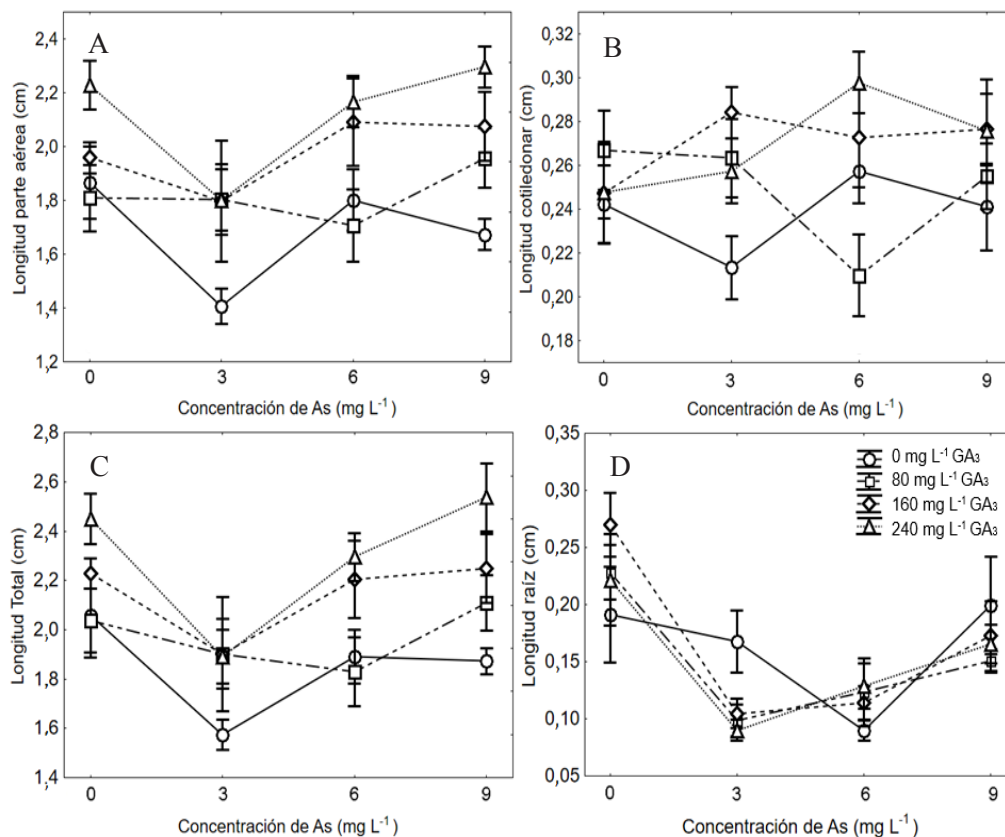 A
Longitud parte aérea (cm)
2,4
2,2
2,0
1,8
1,6
1,4
1,2
0 3 6 9
Concentración de As (mg L-1)
B
Longitud cotiledonar (cm)
0,32
0,30
0,28
0,26
0,24
0,22
0,20
0,18
0 3 6 9
Concentración de As (mg L-1)
C
Longitud Total (cm)
2,8
2,6
2,4
2,2
2,0
1,8
1,6
1,4
0 3 6 9
Concentración de As (mg L-1)
D
Longitud raíz (cm)
0,35
0,30
0,25
0,20
0,15
0,10
0,05
0 mg L-1 GA3
80 mg L-1 GA3
160 mg L-1 GA3
240 mg L-1 GA3
0 3 6 9
Concentración de As (mg L-1)